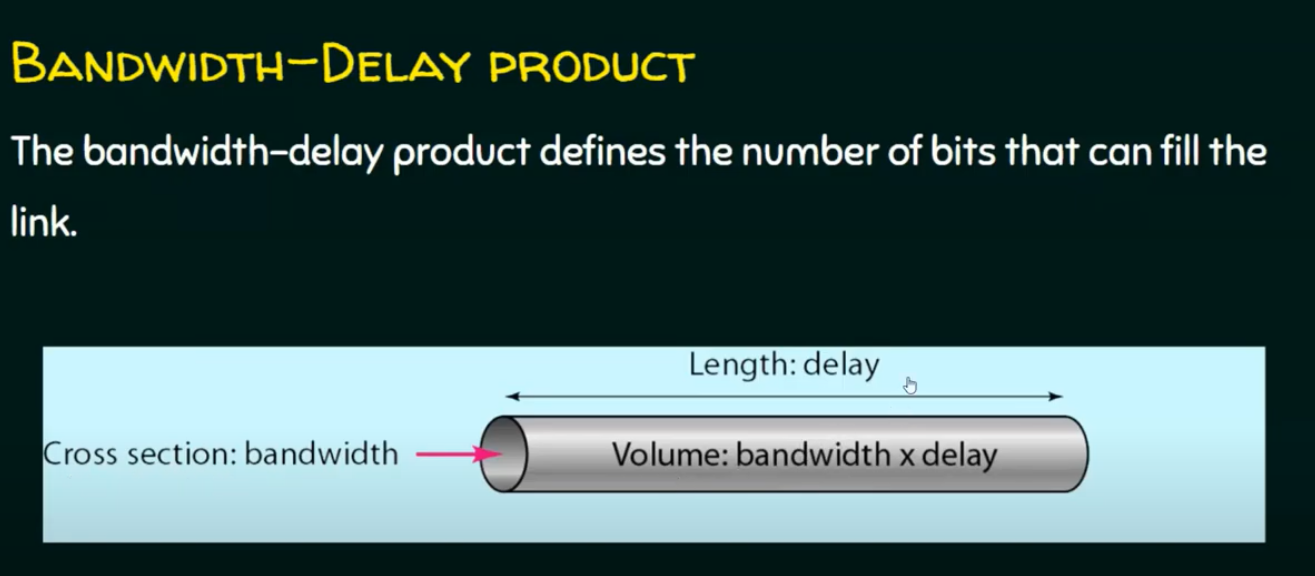 BANDWIDTH-DELAY PRODUCT
The bandwidth-delay product defines the number of bits that can fill the
link.
Length: delay
Cross section: bandwidth
Volume: bandwidth x delay